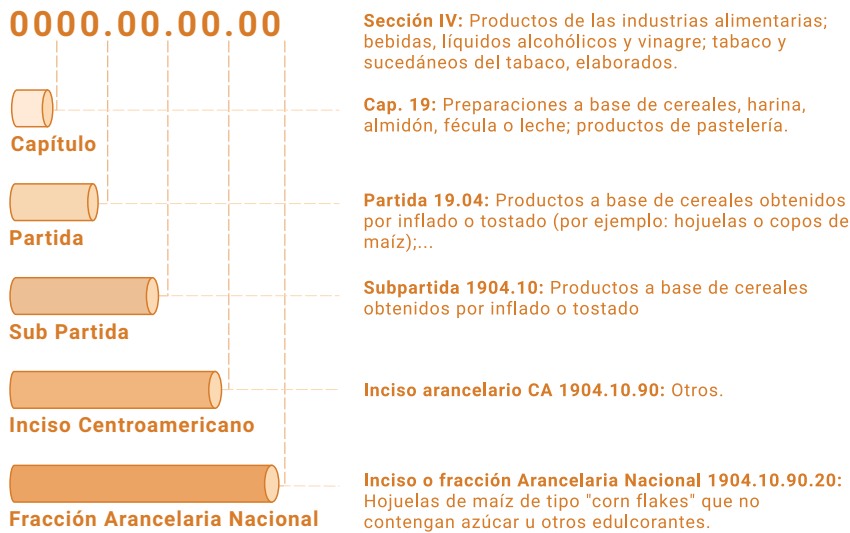 0000.00.00.00
Sección IV: Productos de las industrias alimentarias;
bebidas, líquidos alcohólicos y vinagre; tabaco y
sucedáneos del tabaco, elaborados.
Capítulo
Cap. 19: Preparaciones a base de cereales, harina,
almidón, fécula o leche; productos de pastelería.
Partida
Partida 19.04: Productos a base de cereales obtenidos
por inflado o tostado (por ejemplo: hojuelas o copos de
maíz);...
Sub Partida
Subpartida 1904.10: Productos a base de cereales
obtenidos por inflado o tostado
Inciso Centroamericano
Inciso arancelario CA 1904.10.90: Otros.
Fracción Arancelaria Nacional
Inciso o fracción Arancelaria Nacional 1904.10.90.20:
Hojuelas de maíz de tipo "corn flakes" que no
contengan azúcar u otros edulcorantes.